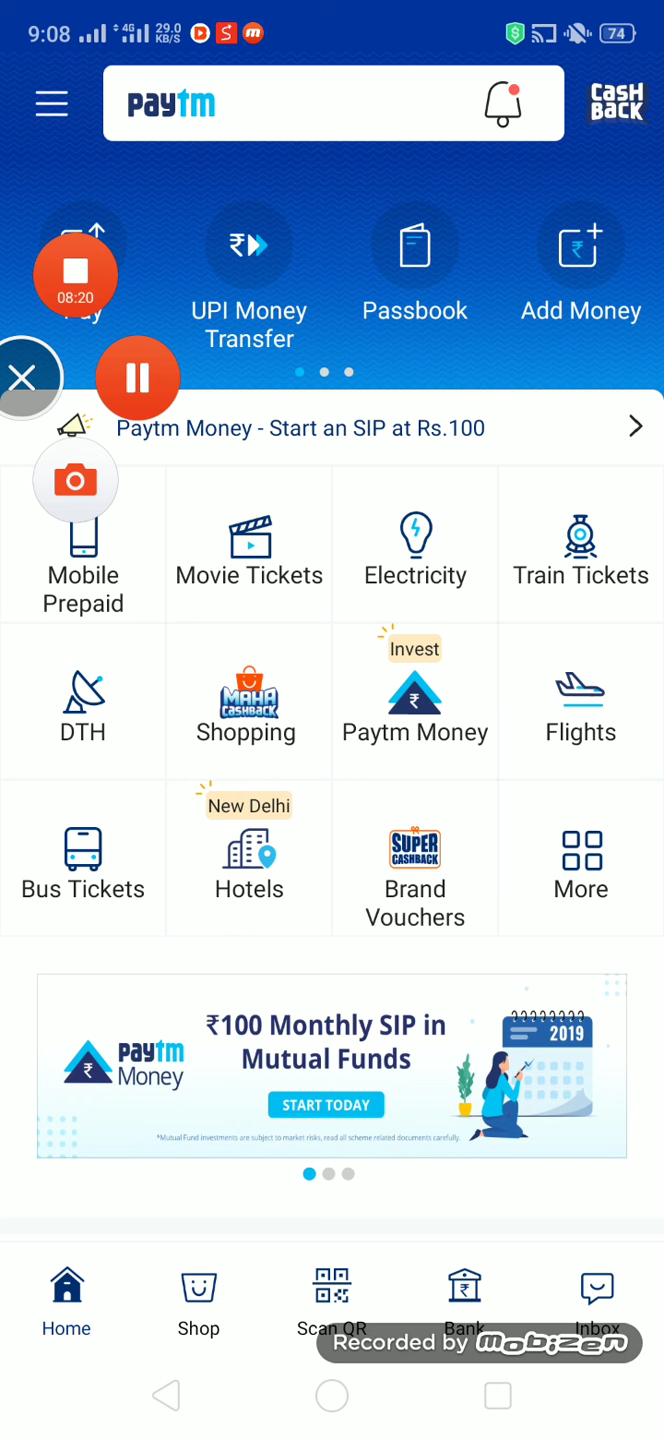 9:08 4G 29.0 KB/S 74
paytm
CASH BACK
08:20
Pay
UPI Money Transfer
Passbook
Add Money
Paytm Money - Start an SIP at Rs.100
Mobile Prepaid
Movie Tickets
Electricity
Train Tickets
Invest
DTH
MAHA CASHBACK
Shopping
Paytm Money
Flights
New Delhi
Bus Tickets
Hotels
SUPER CASHBACK
Brand Vouchers
More
paytm Money
₹100 Monthly SIP in
Mutual Funds
START TODAY
2019
*Mutual Fund investments are subject to market risks, read all scheme related documents carefully.
Home
Shop
Scan QR
Bank
Inbox
Recorded by mobizen